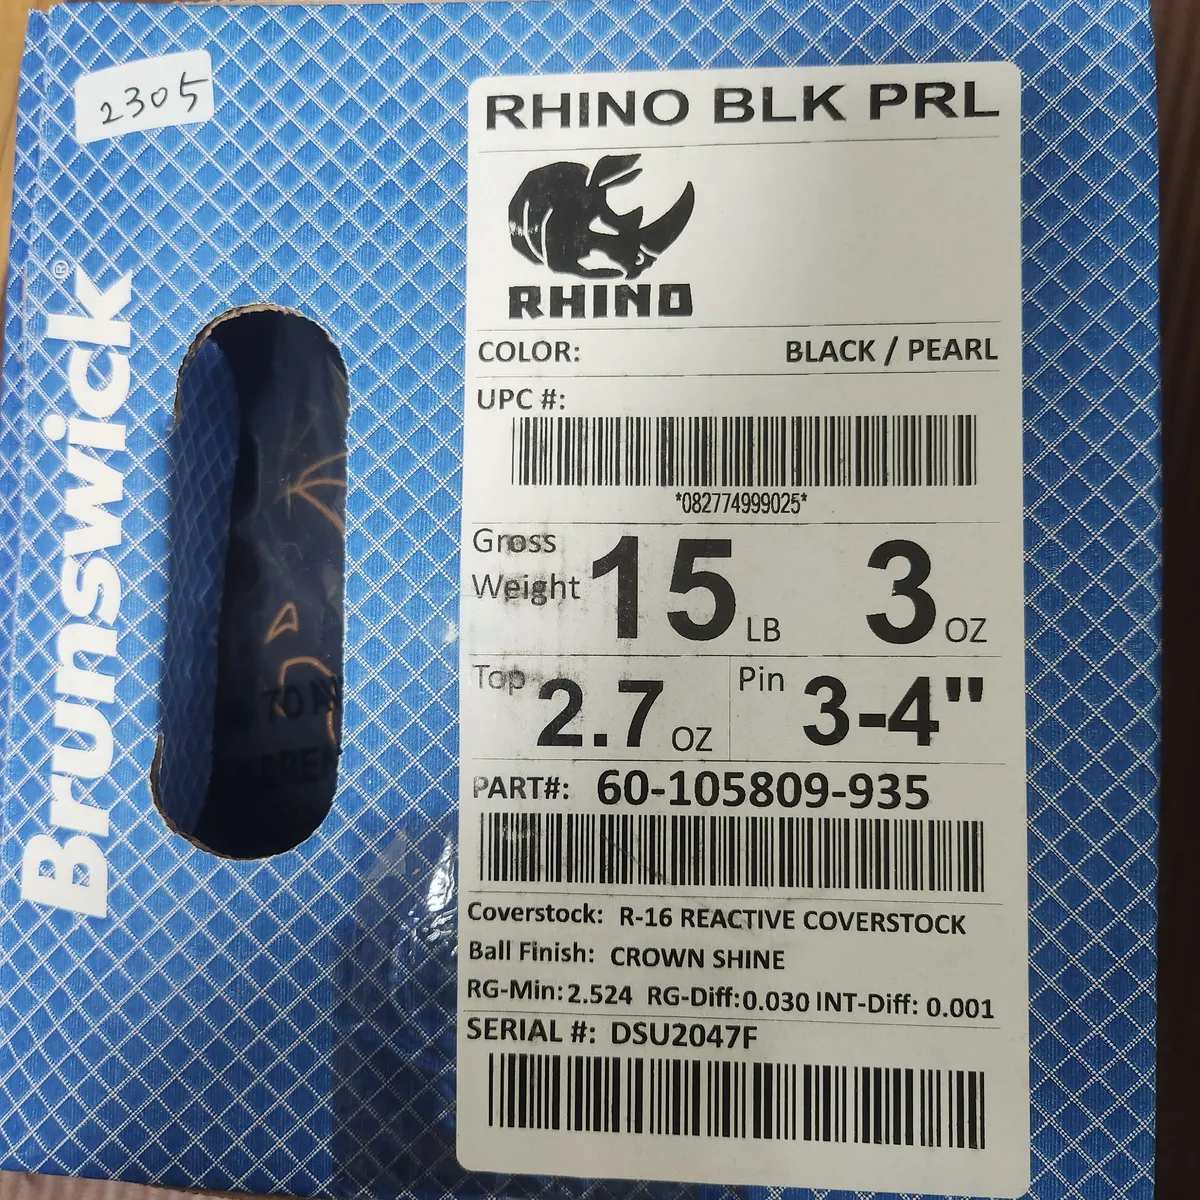 2305
Brunswick®
RHINO BLK PRL
RHINO
COLOR: BLACK / PEARL
UPC #:
*082774999025*
Gross Weight 15 LB 3 OZ
Top 2.7 OZ Pin 3-4"
PART#: 60-105809-935
Coverstock: R-16 REACTIVE COVERSTOCK
Ball Finish: CROWN SHINE
RG-Min: 2.524 RG-Diff: 0.030 INT-Diff: 0.001
SERIAL #: DSU2047F
TO